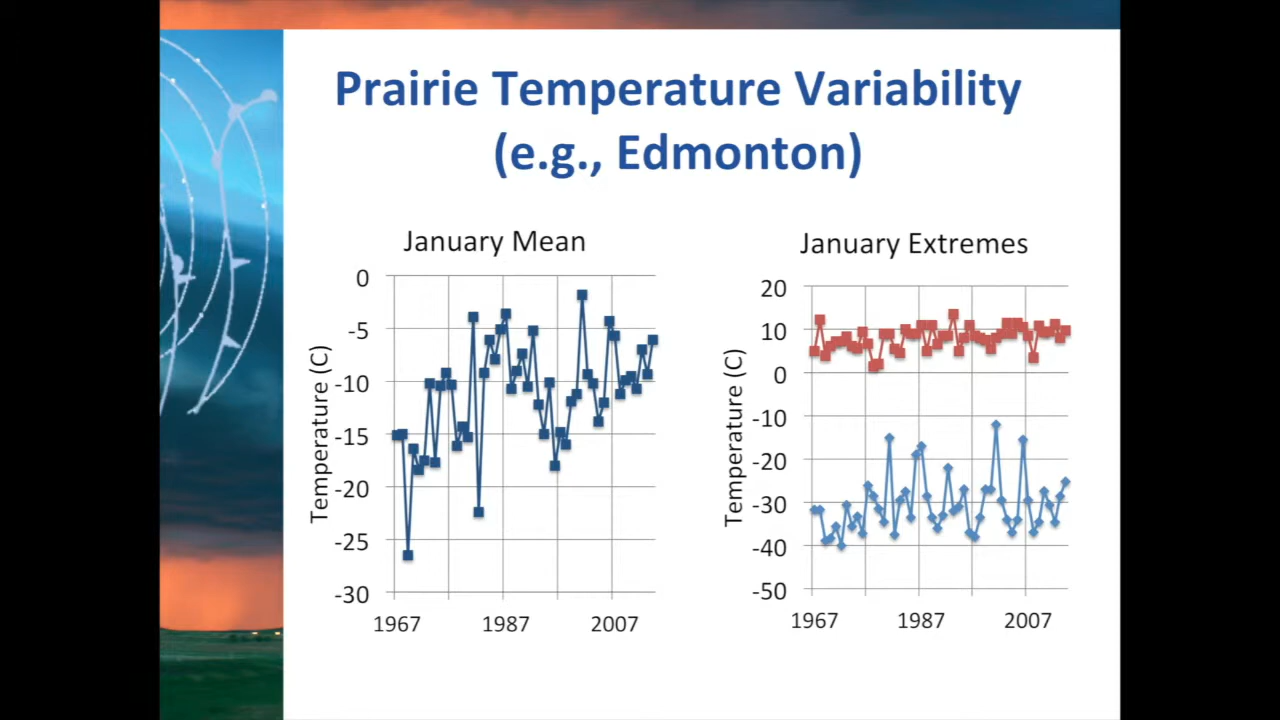 Prairie Temperature Variability
(e.g., Edmonton)
January Mean
Temperature (C)
0
-5
-10
-15
-20
-25
-30
1967 1987 2007
January Extremes
Temperature (C)
20
10
0
-10
-20
-30
-40
-50
1967 1987 2007